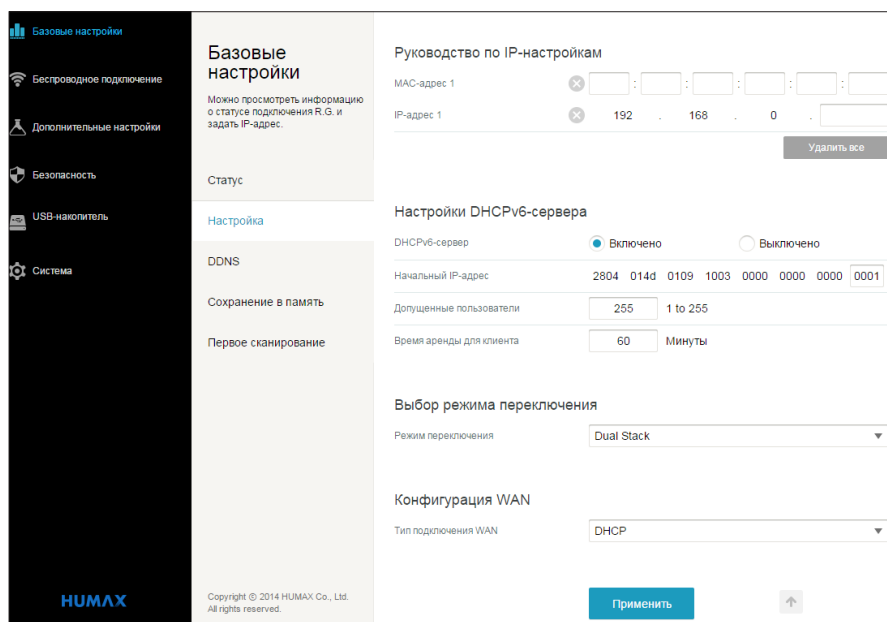 Базовые настройки
Беспроводное подключение
Дополнительные настройки
Безопасность
USB-накопитель
Система
HUMAX
Базовые
настройки
Можно просмотреть информацию
о статусе подключения R.G. и
задать IP-адрес.
Статус
Настройка
DDNS
Сохранение в память
Первое сканирование
Copyright © 2014 HUMAX Co., Ltd.
All rights reserved.
Руководство по IP-настройкам
MAC-адрес 1 : : : : :
IP-адрес 1 192 . 168 . 0 .
Удалить все
Настройки DHCPv6-сервера
DHCPv6-сервер Включено Выключено
Начальный IP-адрес 2804 014d 0109 1003 0000 0000 0000 0001
Допущенные пользователи 255 1 to 255
Время аренды для клиента 60 Минуты
Выбор режима переключения
Режим переключения Dual Stack
Конфигурация WAN
Тип подключения WAN DHCP
Применить